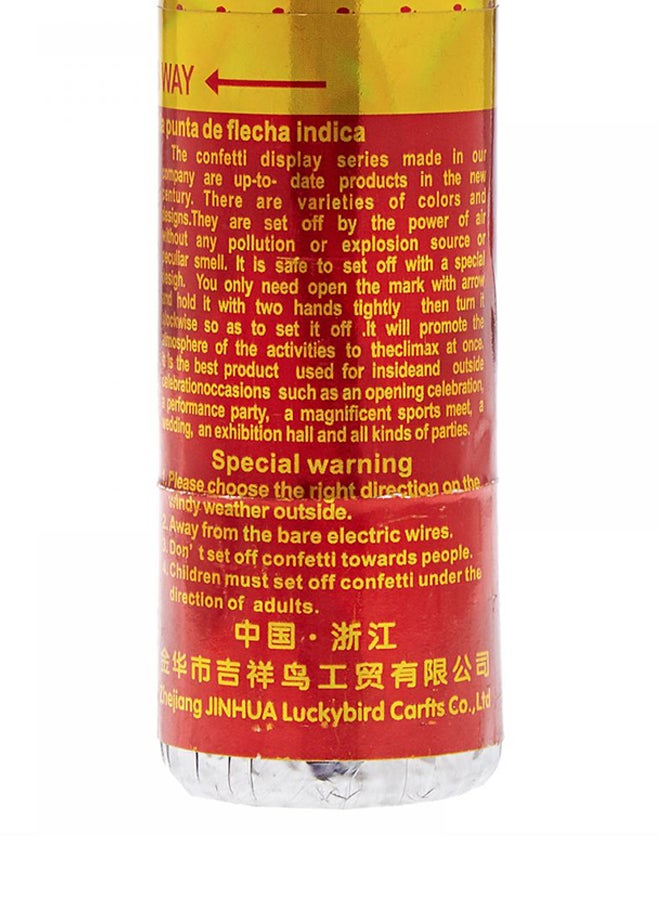 WAY
punta de flecha indica
The confetti display series made in our
company are up-to- date products in the new
century. There are varieties of colors and
designs.They are set off by the power of air
without any pollution or explosion source or
peculiar smell. It is safe to set off with a special
desigh. You only need open the mark with arrow
and hold it with two hands tightly then turn it
clockwise so as to set it off .It will promote the
atmosphere of the activities to theclimax at once.
It is the best product used for insideand outside
celebrationoccasions such as an opening celebration,
a performance party, a magnificent sports meet, a
wedding, an exhibition hall and all kinds of parties.
Special warning
1. Please choose the right direction on the
windy weather outside.
2. Away from the bare electric wires.
3. Don't set off confetti towards people.
4. Children must set off confetti under the
direction of adults.
中国·浙江
金华市吉祥鸟工贸有限公司
Zhejiang JINHUA Luckybird Carfts Co.,Ltd